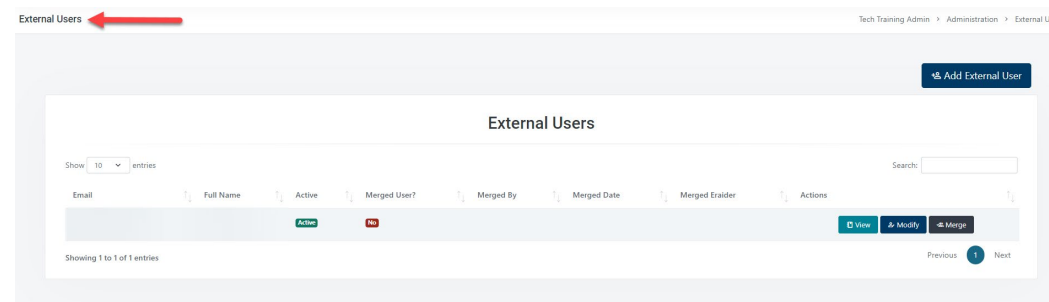 External Users
Tech Training Admin > Administration > External U
Add External User
External Users
Show 10 entries
Search:
Email Full Name Active Merged User? Merged By Merged Date Merged Eraider Actions
Active No View Modify Merge
Showing 1 to 1 of 1 entries
Previous 1 Next